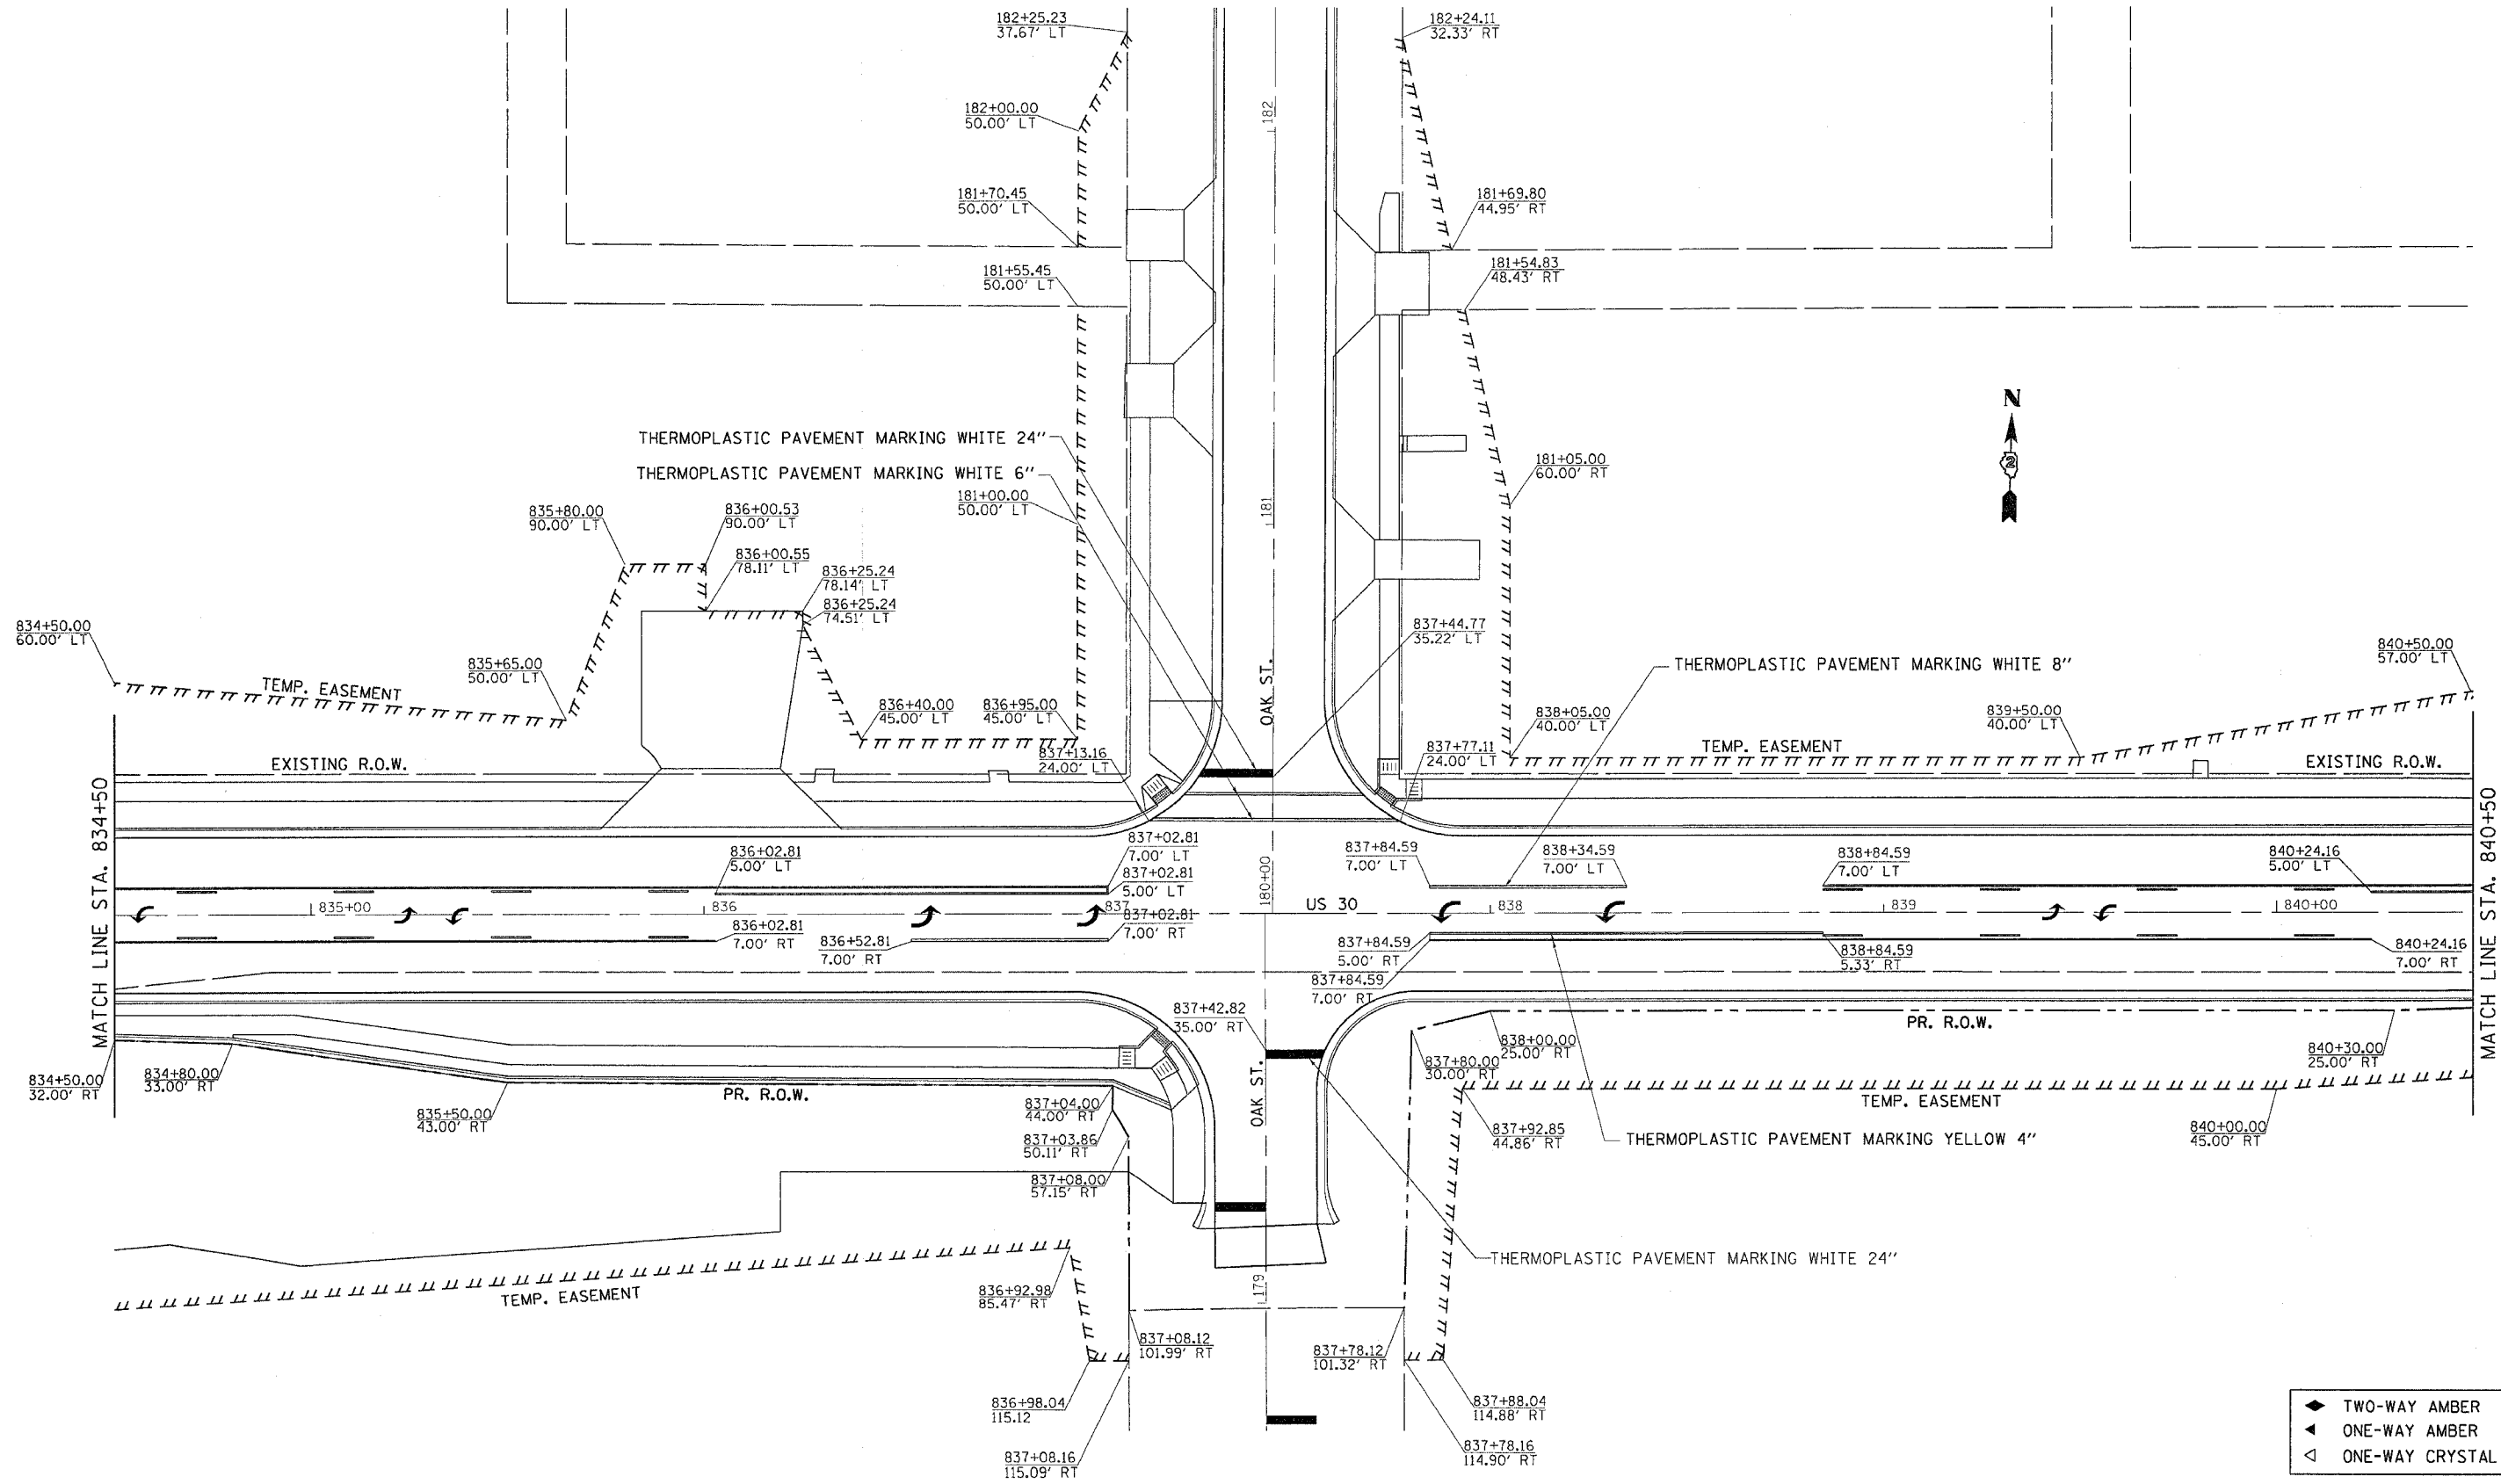 182+25.23
37.67' LT
182+24.11
32.33' RT
182+00.00
50.00' LT
182
181+70.45
50.00' LT
181+69.80
44.95' RT
181+55.45
50.00' LT
181+54.83
48.43' RT
N
2
THERMOPLASTIC PAVEMENT MARKING WHITE 24"
THERMOPLASTIC PAVEMENT MARKING WHITE 6"
181+00.00
50.00' LT
181
181+05.00
60.00' RT
835+80.00
90.00' LT
836+00.53
90.00' LT
836+00.55
78.11' LT
836+25.24
78.14' LT
836+25.24
74.51' LT
834+50.00
60.00' LT
835+65.00
50.00' LT
TEMP. EASEMENT
836+40.00
45.00' LT
836+95.00
45.00' LT
837+13.16
24.00' LT
OAK ST.
837+44.77
35.22' LT
THERMOPLASTIC PAVEMENT MARKING WHITE 8"
840+50.00
57.00' LT
838+05.00
40.00' LT
839+50.00
40.00' LT
837+77.11
24.00' LT
TEMP. EASEMENT
EXISTING R.O.W.
EXISTING R.O.W.
MATCH LINE STA. 834+50
MATCH LINE STA. 840+50
836+02.81
5.00' LT
837+02.81
7.00' LT
837+02.81
5.00' LT
180+00
837+84.59
7.00' LT
838+34.59
7.00' LT
838+84.59
7.00' LT
840+24.16
5.00' LT
835+00
836
837
US 30
838
839
840+00
836+02.81
7.00' RT
836+52.81
7.00' RT
837+02.81
7.00' RT
837+84.59
5.00' RT
837+84.59
7.00' RT
838+84.59
5.33' RT
840+24.16
7.00' RT
837+42.82
35.00' RT
PR. R.O.W.
838+00.00
25.00' RT
837+80.00
30.00' RT
840+30.00
25.00' RT
834+50.00
32.00' RT
834+80.00
33.00' RT
835+50.00
43.00' RT
PR. R.O.W.
837+04.00
44.00' RT
837+03.86
50.11' RT
837+08.00
57.15' RT
OAK ST.
TEMP. EASEMENT
837+92.85
44.86' RT
THERMOPLASTIC PAVEMENT MARKING YELLOW 4"
840+00.00
45.00' RT
THERMOPLASTIC PAVEMENT MARKING WHITE 24"
TEMP. EASEMENT
836+92.98
85.47' RT
179
837+08.12
101.99' RT
837+78.12
101.32' RT
836+98.04
115.12
837+88.04
114.88' RT
837+08.16
115.09' RT
837+78.16
114.90' RT
TWO-WAY AMBER
ONE-WAY AMBER
ONE-WAY CRYSTAL